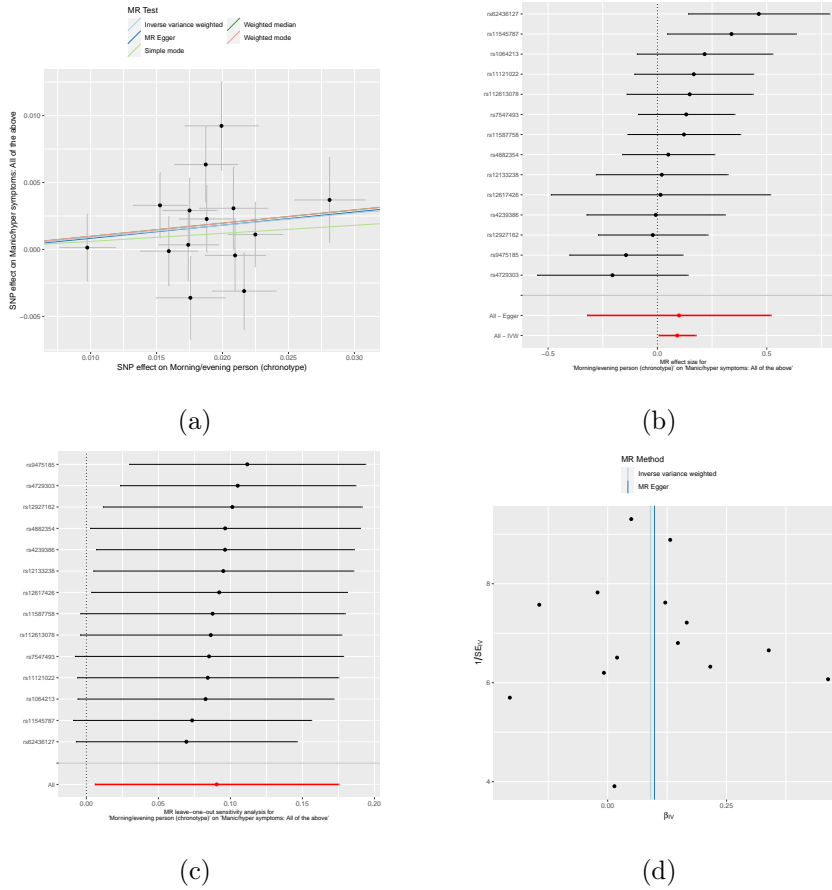 MR Test
Inverse variance weighted
Weighted median
MR Egger
Weighted mode
Simple mode
SNP effect on Manic/hyper symptoms: All of the above
0.010
0.005
0.000
−0.005
0.010
0.015
0.020
0.025
0.030
SNP effect on Morning/evening person (chronotype)
(a)
rs62436127
rs11545787
rs1064213
rs11121022
rs112613078
rs7547493
rs11587758
rs4882354
rs12133238
rs12617426
rs4239386
rs12927162
rs9475185
rs4729303
All − Egger
All − IVW
−0.5
0.0
0.5
MR effect size for
'Morning/evening person (chronotype)' on 'Manic/hyper symptoms: All of the above'
(b)
rs9475185
rs4729303
rs12927162
rs4882354
rs4239386
rs12133238
rs12617426
rs11587758
rs112613078
rs7547493
rs11121022
rs1064213
rs11545787
rs62436127
All
0.00
0.05
0.10
0.15
0.20
MR leave−one−out sensitivity analysis for
'Morning/evening person (chronotype)' on 'Manic/hyper symptoms: All of the above'
(c)
MR Method
Inverse variance weighted
MR Egger
1/SE_IV
8
6
4
0.00
0.25
β_IV
(d)